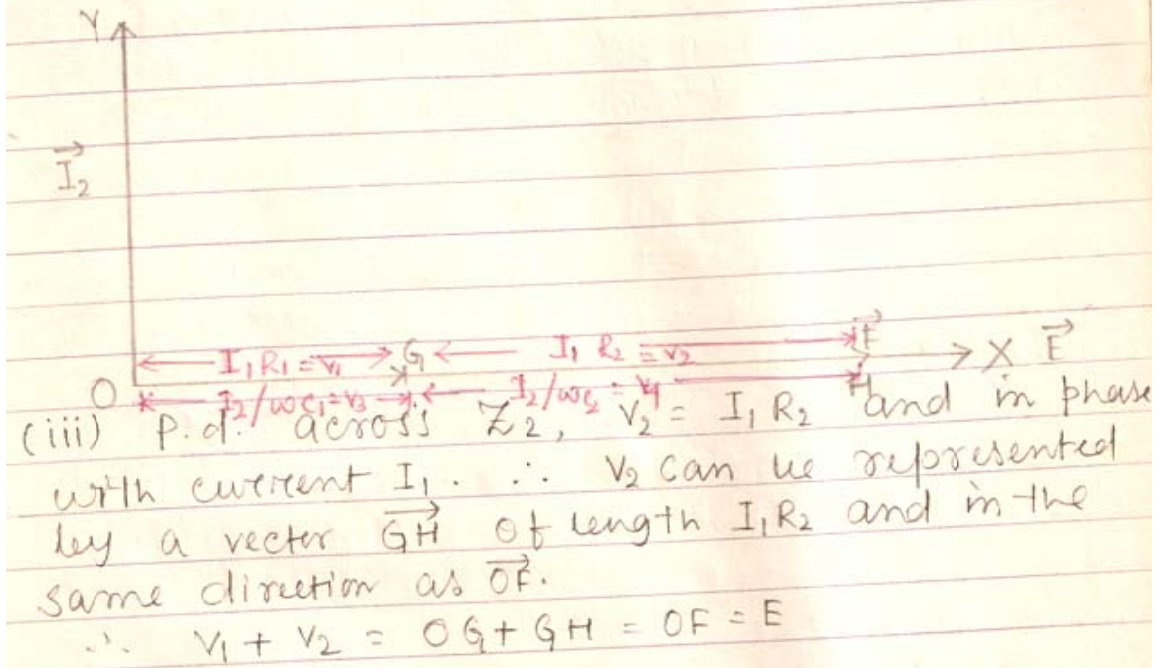 Y
I₂
← I₁ R₁ = V₁ → G ← I₁ R₂ = V₂ → F
O ← I₂/ωC₁ = V₃ → ← I₂/ωC₂ = V₄ → H → X E
(iii) p.d. across Z₂, V₂ = I₁ R₂ and in phase
with current I₁. ∴ V₂ can be represented
by a vector GH of length I₁R₂ and in the
same direction as OF.
∴ V₁ + V₂ = OG + GH = OF = E